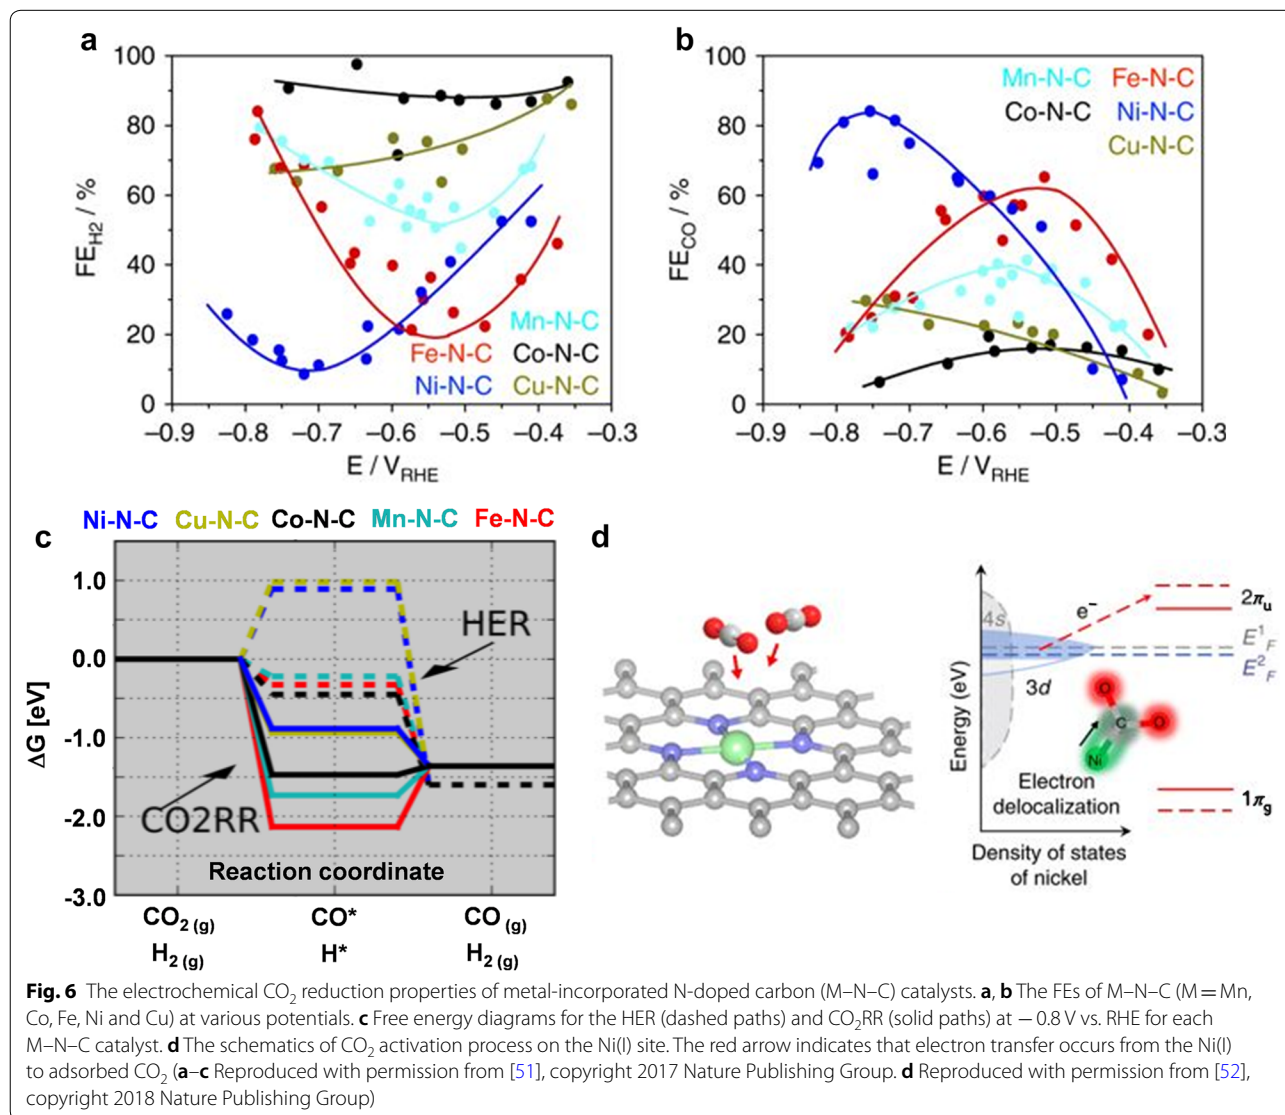 a
100
80
60
40
20
0
FE_H2 / %
Mn-N-C
Fe-N-C Co-N-C
Ni-N-C Cu-N-C
−0.9 −0.8 −0.7 −0.6 −0.5 −0.4 −0.3
E / V_RHE
b
100
80
60
40
20
0
FE_CO / %
Mn-N-C Fe-N-C
Co-N-C Ni-N-C
Cu-N-C
−0.9 −0.8 −0.7 −0.6 −0.5 −0.4 −0.3
E / V_RHE
Ni-N-C Cu-N-C Co-N-C Mn-N-C Fe-N-C
c
1.0
0.0
-1.0
-2.0
-3.0
ΔG [eV]
HER
CO2RR
Reaction coordinate
CO₂ (g) CO* CO (g)
H₂ (g) H* H₂ (g)
d
4s
3d
e⁻
2πu
E¹F
E²F
O
C
O
Ni
1πg
Electron
delocalization
Energy (eV)
Density of states
of nickel
Fig. 6 The electrochemical CO₂ reduction properties of metal-incorporated N-doped carbon (M–N–C) catalysts. a, b The FEs of M–N–C (M = Mn,
Co, Fe, Ni and Cu) at various potentials. c Free energy diagrams for the HER (dashed paths) and CO₂RR (solid paths) at − 0.8 V vs. RHE for each
M–N–C catalyst. d The schematics of CO₂ activation process on the Ni(I) site. The red arrow indicates that electron transfer occurs from the Ni(I)
to adsorbed CO₂ (a–c Reproduced with permission from [51], copyright 2017 Nature Publishing Group. d Reproduced with permission from [52],
copyright 2018 Nature Publishing Group)